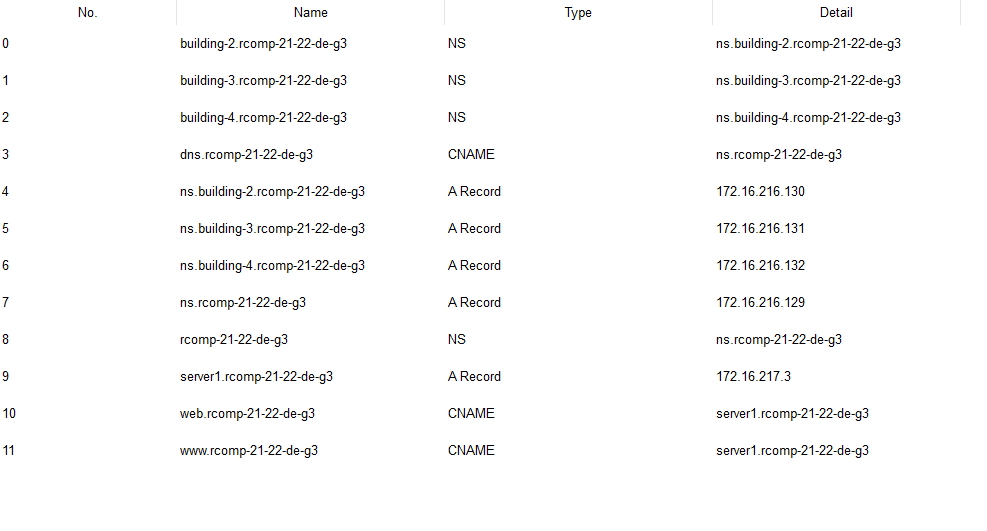 No. Name Type Detail
0 building-2.rcomp-21-22-de-g3 NS ns.building-2.rcomp-21-22-de-g3
1 building-3.rcomp-21-22-de-g3 NS ns.building-3.rcomp-21-22-de-g3
2 building-4.rcomp-21-22-de-g3 NS ns.building-4.rcomp-21-22-de-g3
3 dns.rcomp-21-22-de-g3 CNAME ns.rcomp-21-22-de-g3
4 ns.building-2.rcomp-21-22-de-g3 A Record 172.16.216.130
5 ns.building-3.rcomp-21-22-de-g3 A Record 172.16.216.131
6 ns.building-4.rcomp-21-22-de-g3 A Record 172.16.216.132
7 ns.rcomp-21-22-de-g3 A Record 172.16.216.129
8 rcomp-21-22-de-g3 NS ns.rcomp-21-22-de-g3
9 server1.rcomp-21-22-de-g3 A Record 172.16.217.3
10 web.rcomp-21-22-de-g3 CNAME server1.rcomp-21-22-de-g3
11 www.rcomp-21-22-de-g3 CNAME server1.rcomp-21-22-de-g3